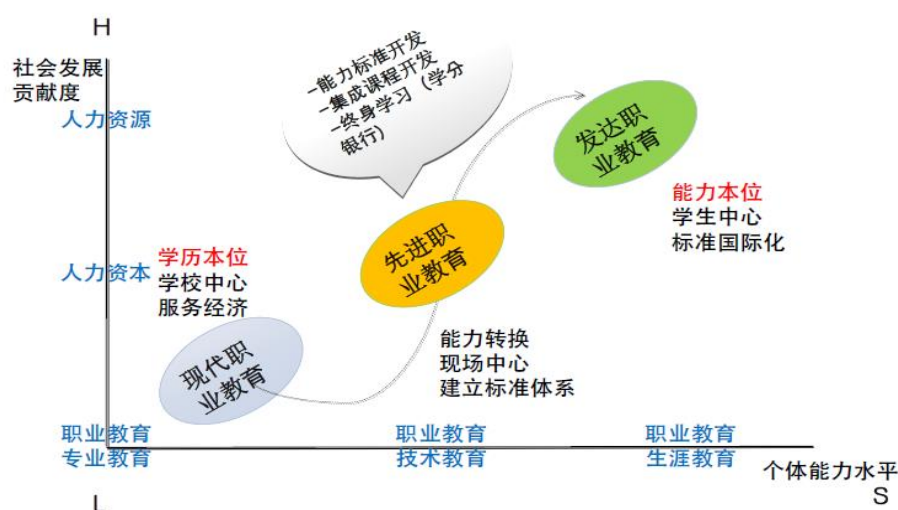 H
社会发展
贡献度
人力资源
-能力标准开发
-集成课程开发
-终身学习（学分
银行）
发达职
业教育
能力本位
学生中心
标准国际化
先进职
业教育
人力资本
学历本位
学校中心
服务经济
能力转换
现场中心
建立标准体系
现代职
业教育
职业教育
专业教育
职业教育
技术教育
职业教育
生涯教育
个体能力水平
S
L